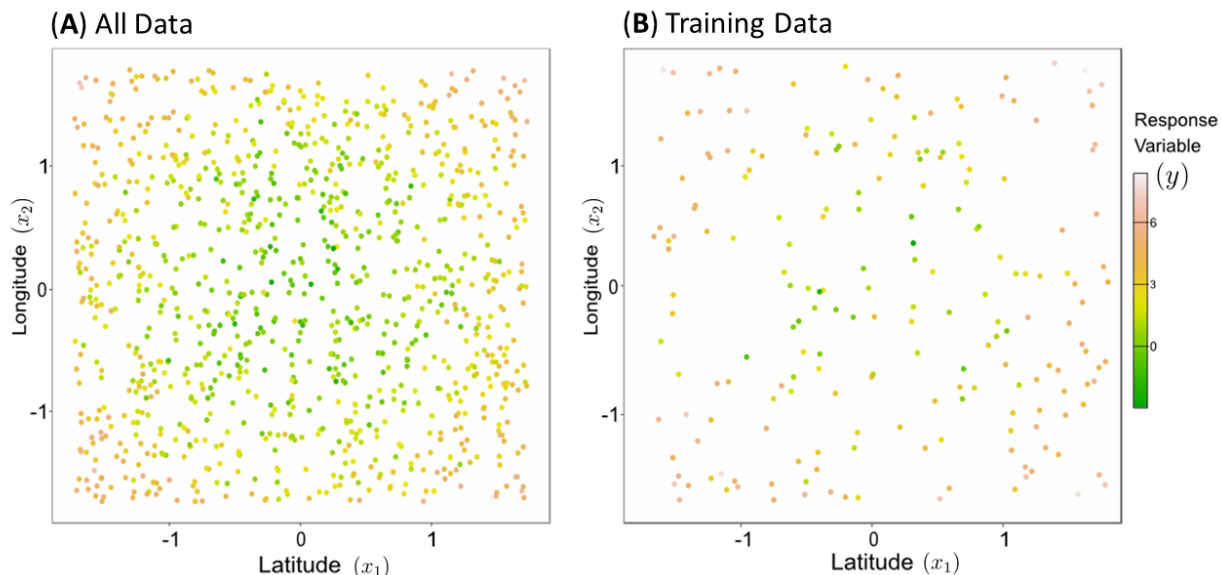 (A) All Data
(B) Training Data
Longitude (x₂)
1
0
-1
-1
0
1
Latitude (x₁)
Longitude (x₂)
1
0
-1
-1
0
1
Latitude (x₁)
Response
Variable
(y)
6
3
0